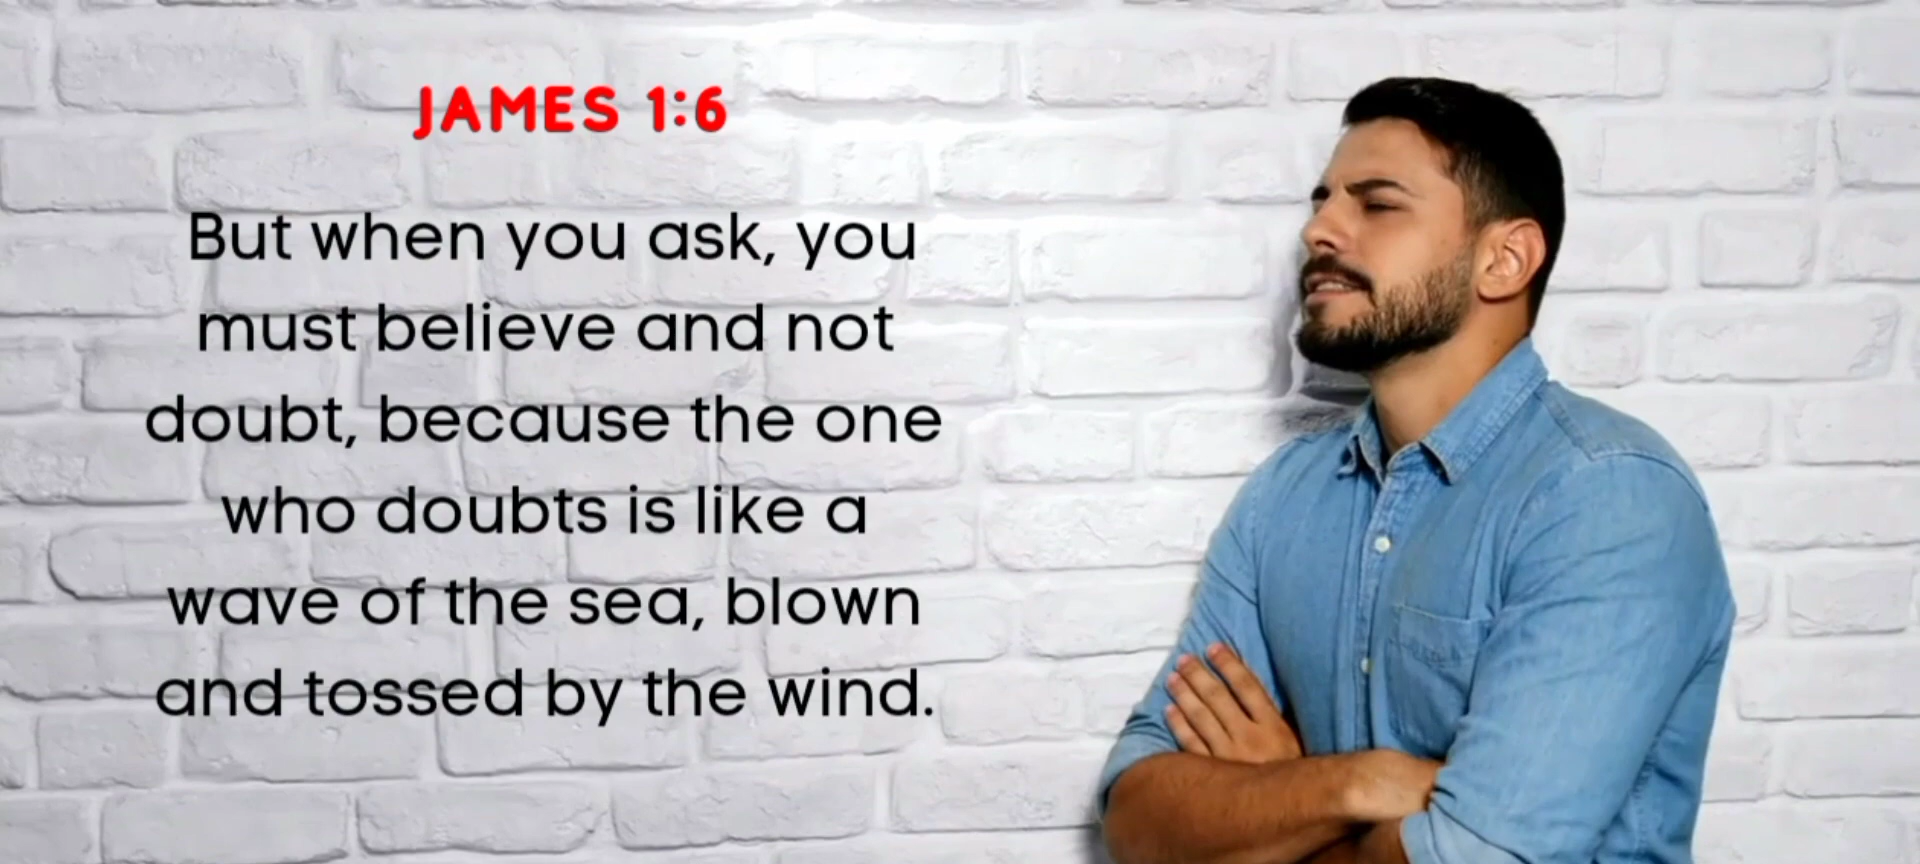 JAMES 1:6
But when you ask, you
must believe and not
doubt, because the one
who doubts is like a
wave of the sea, blown
and tossed by the wind.